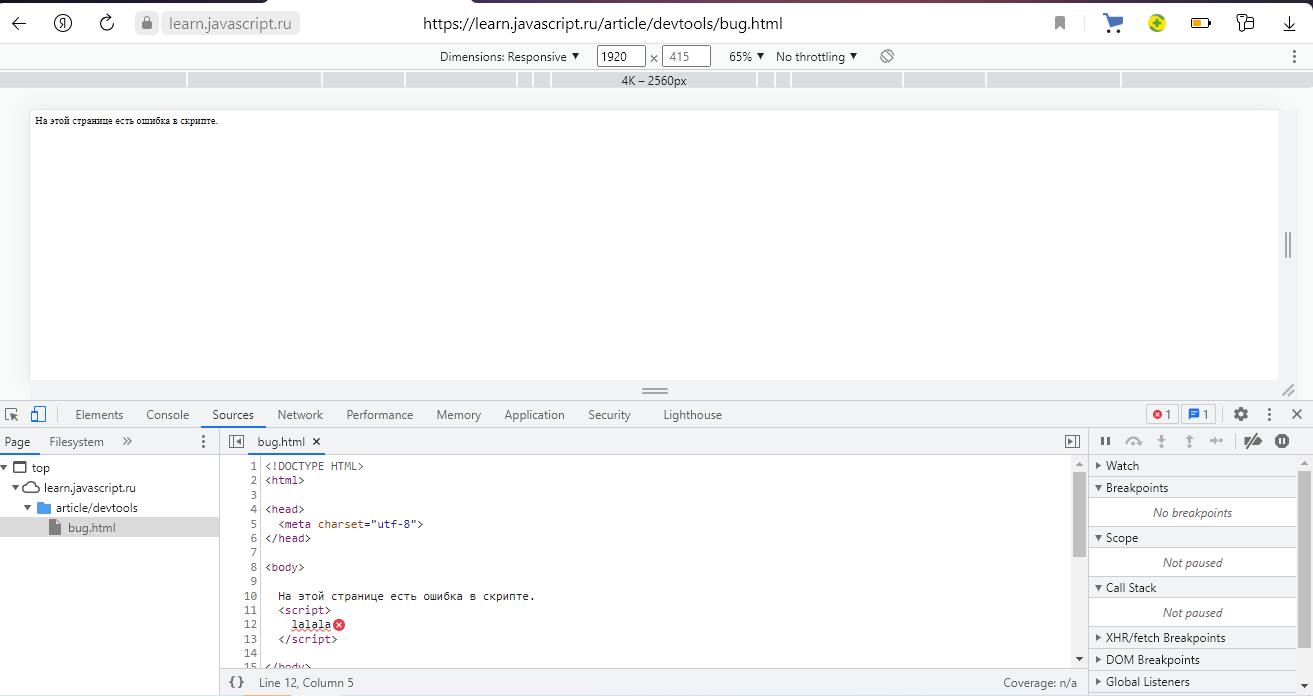 learn.javascript.ru
https://learn.javascript.ru/article/devtools/bug.html
Dimensions: Responsive ▼ 1920 × 415 65% ▼ No throttling ▼
4K – 2560px
На этой странице есть ошибка в скрипте.
Elements Console Sources Network Performance Memory Application Security Lighthouse 1 1
Page Filesystem »
top
learn.javascript.ru
article/devtools
bug.html
bug.html ×
1 <!DOCTYPE HTML>
2 <html>
3
4 <head>
5 <meta charset="utf-8">
6 </head>
7
8 <body>
9
10 На этой странице есть ошибка в скрипте.
11 <script>
12 lalala
13 </script>
14
15 </body>
{} Line 12, Column 5 Coverage: n/a
Watch
Breakpoints
No breakpoints
Scope
Not paused
Call Stack
Not paused
XHR/fetch Breakpoints
DOM Breakpoints
Global Listeners